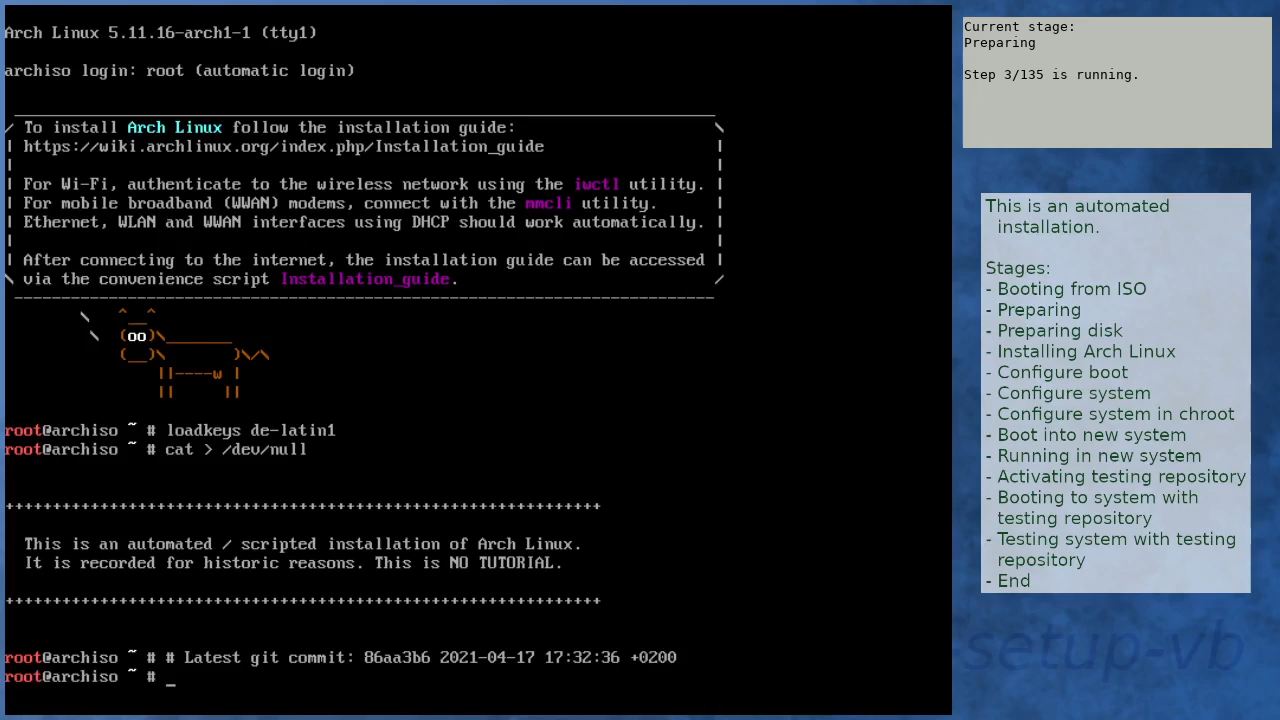 Arch Linux 5.11.16-arch1-1 (tty1)
archiso login: root (automatic login)
 __________________________________________________________________________
/ To install Arch Linux follow the installation guide:                      \
| https://wiki.archlinux.org/index.php/Installation_guide                   |
|                                                                           |
| For Wi-Fi, authenticate to the wireless network using the iwctl utility.  |
| For mobile broadband (WWAN) modems, connect with the mmcli utility.       |
| Ethernet, WLAN and WWAN interfaces using DHCP should work automatically.  |
|                                                                           |
| After connecting to the internet, the installation guide can be accessed  |
\ via the convenience script Installation_guide.                            /
 --------------------------------------------------------------------------
        \   ^__^
         \  (oo)\_______
            (__)\       )\/\
                ||----w |
                ||     ||
root@archiso ~ # loadkeys de-latin1
root@archiso ~ # cat > /dev/null
+++++++++++++++++++++++++++++++++++++++++++++++++++++++++++++++
This is an automated / scripted installation of Arch Linux.
It is recorded for historic reasons. This is NO TUTORIAL.
+++++++++++++++++++++++++++++++++++++++++++++++++++++++++++++++
root@archiso ~ # # Latest git commit: 86aa3b6 2021-04-17 17:32:36 +0200
root@archiso ~ # _
Current stage:
Preparing
Step 3/135 is running.
This is an automated
installation.
Stages:
- Booting from ISO
- Preparing
- Preparing disk
- Installing Arch Linux
- Configure boot
- Configure system
- Configure system in chroot
- Boot into new system
- Running in new system
- Activating testing repository
- Booting to system with
testing repository
- Testing system with testing
repository
- End
setup-vb